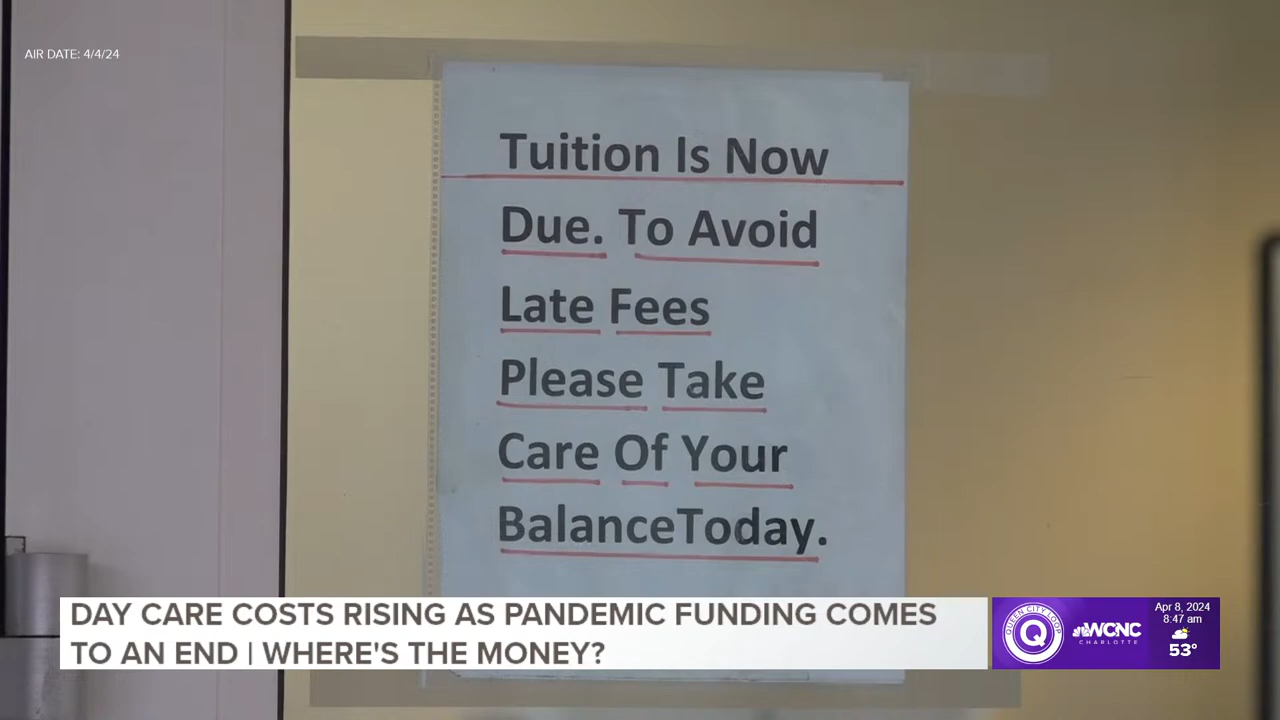 AIR DATE: 4/4/24
Tuition Is Now
Due. To Avoid
Late Fees
Please Take
Care Of Your
BalanceToday.
DAY CARE COSTS RISING AS PANDEMIC FUNDING COMES
TO AN END | WHERE'S THE MONEY?
QUEEN CITY LOOP
Q
WCNC
CHARLOTTE
Apr 8, 2024
8:47 am
53°